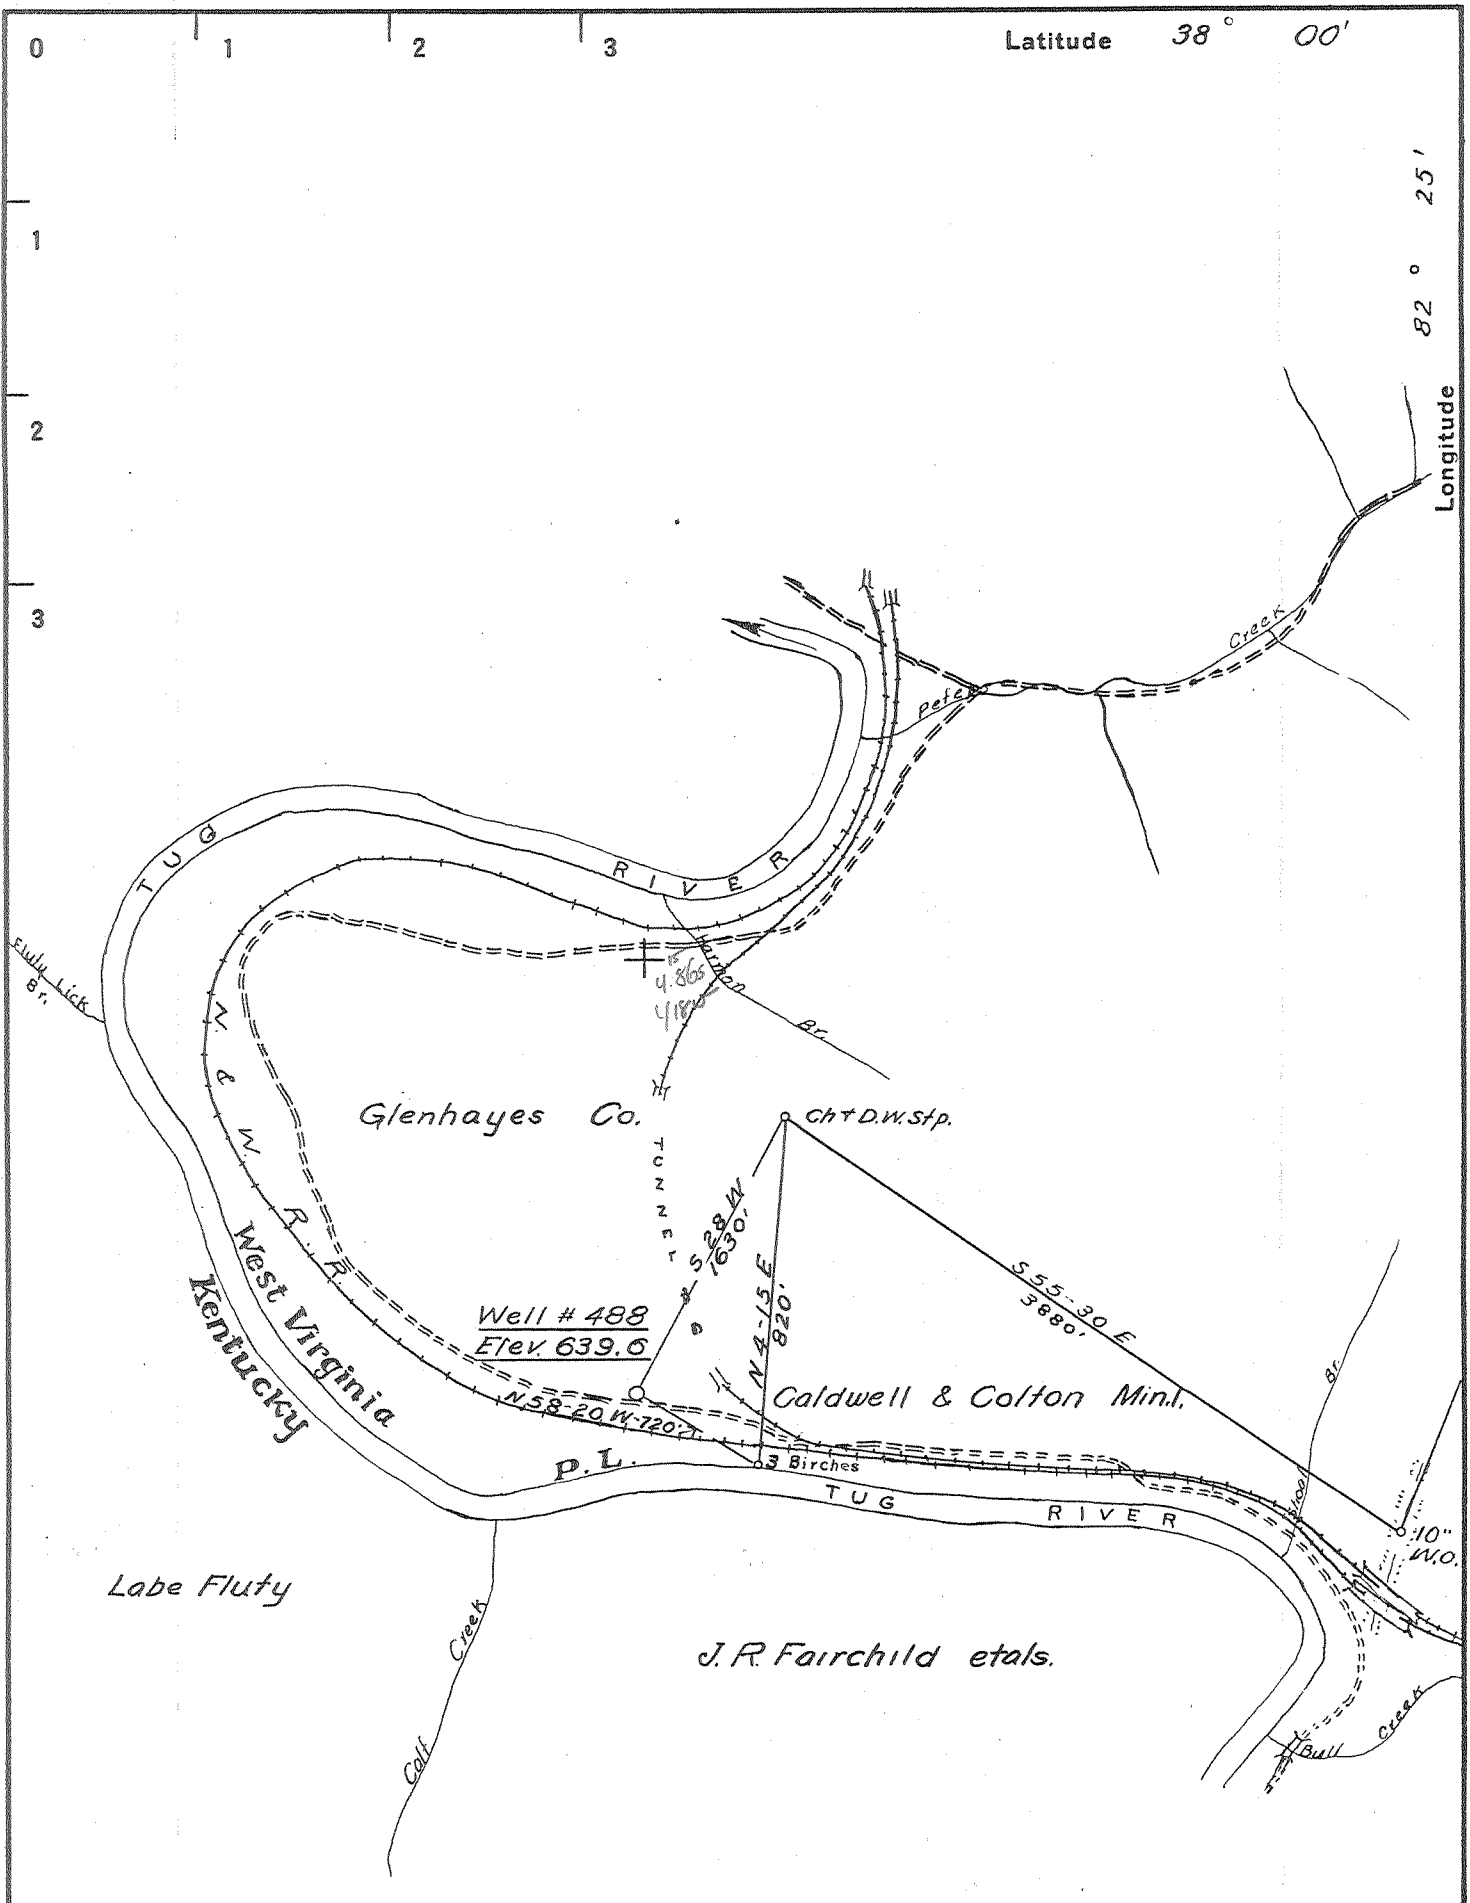 0 1 2 3 Latitude 38° 00'
1
2
3
Longitude 82° 25'
Creek
Pete
TUG RIVER
Fluty Lick
Br.
Harmon Br.
4.86s
N. & W. R. R.
Glenhayes Co.
Ch + D.W. Stp.
TUNNEL
S 28 W
1630'
N 4-15 E
820'
S 55-30 E
3880'
West Virginia
Kentucky
Well # 488
Elev. 639.6
N 58-20 W-720'
Caldwell & Colton Min.l.
P.L.
3 Birches
TUG RIVER
Br.
10"
W.O.
Labe Fluty
Calf Creek
J.R. Fairchild etals.
Bull Creek